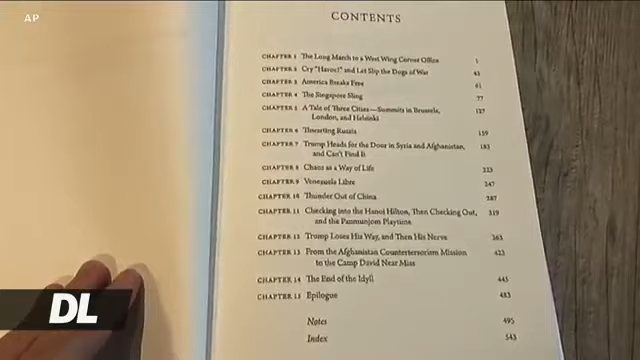 AP
CONTENTS
CHAPTER 1 The Long March to a West Wing Corner Office 1
CHAPTER 2 Cry "Havoc!" and Let Slip the Dogs of War 43
CHAPTER 3 America Breaks Free 61
CHAPTER 4 The Singapore Sling 77
CHAPTER 5 A Tale of Three Cities—Summits in Brussels,
London, and Helsinki 127
CHAPTER 6 Thwarting Russia 159
CHAPTER 7 Trump Heads for the Door in Syria and Afghanistan, 183
and Can't Find It
CHAPTER 8 Chaos as a Way of Life 223
CHAPTER 9 Venezuela Libre 247
CHAPTER 10 Thunder Out of China 287
CHAPTER 11 Checking into the Hanoi Hilton, Then Checking Out, 319
and the Panmunjom Playtime
CHAPTER 12 Trump Loses His Way, and Then His Nerve 363
CHAPTER 13 From the Afghanistan Counterterrorism Mission 423
to the Camp David Near Miss
CHAPTER 14 The End of the Idyll 445
CHAPTER 15 Epilogue 483
Notes 495
Index 543
DL